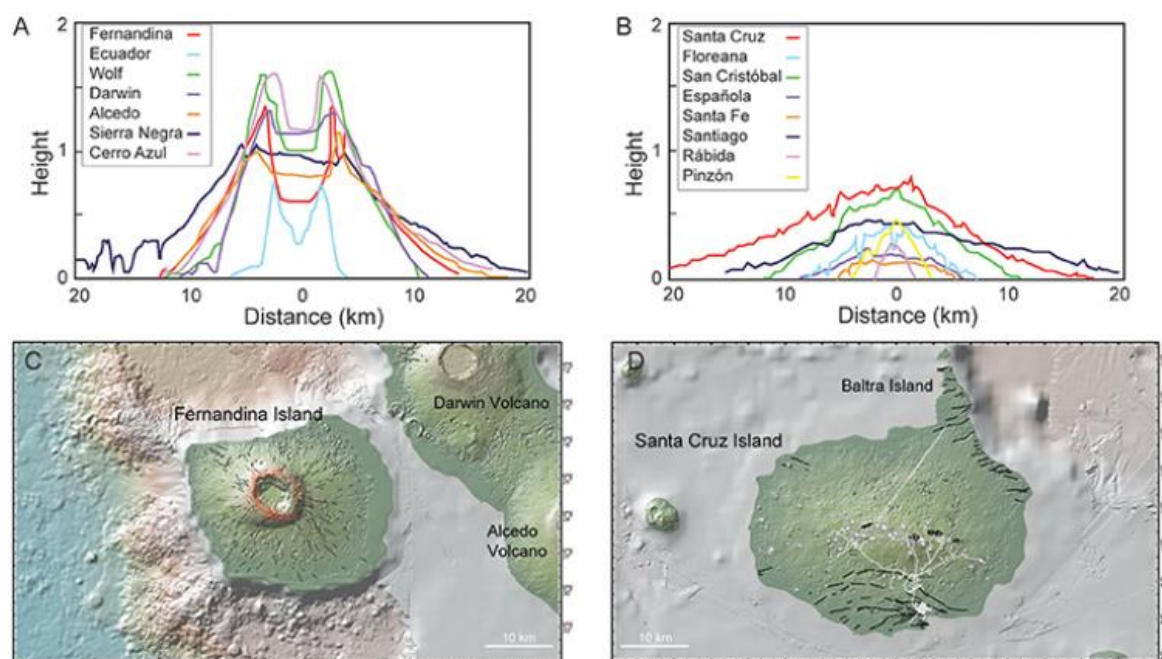 A
2
Fernandina
Ecuador
Wolf
Darwin
Alcedo
Sierra Negra
Cerro Azul
1
0
Height
20 10 0 10 20
Distance (km)
B
2
Santa Cruz
Floreana
San Cristóbal
Española
Santa Fe
Santiago
Rábida
Pinzón
1
0
Height
20 10 0 10 20
Distance (km)
C
Fernandina Island
Darwin Volcano
Alcedo
Volcano
10 km
D
Baltra Island
Santa Cruz Island
10 km